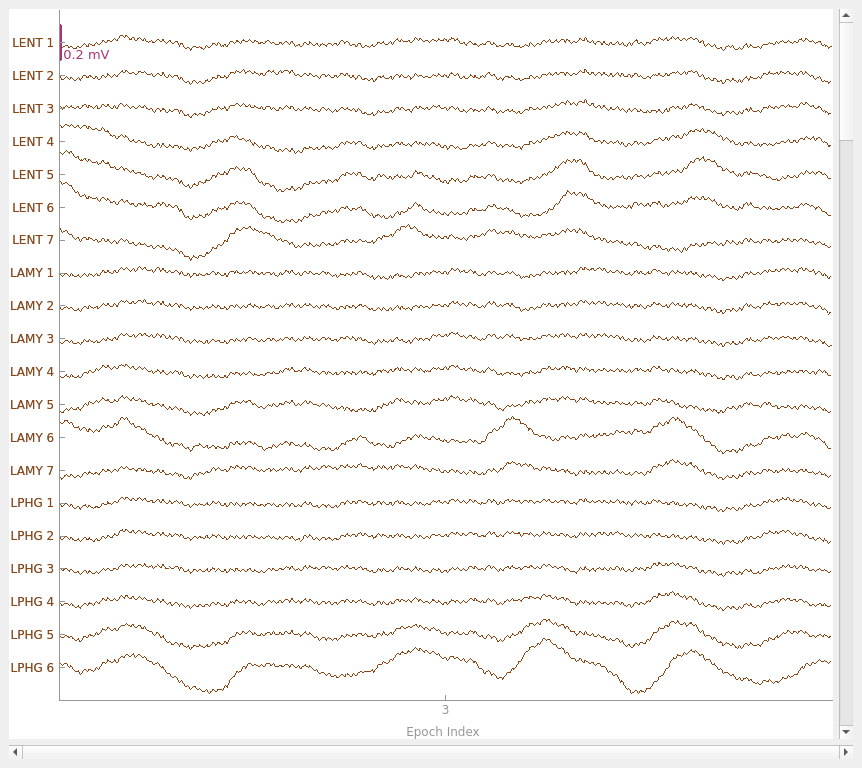 LENT 1
0.2 mV
LENT 2
LENT 3
LENT 4
LENT 5
LENT 6
LENT 7
LAMY 1
LAMY 2
LAMY 3
LAMY 4
LAMY 5
LAMY 6
LAMY 7
LPHG 1
LPHG 2
LPHG 3
LPHG 4
LPHG 5
LPHG 6
3
Epoch Index